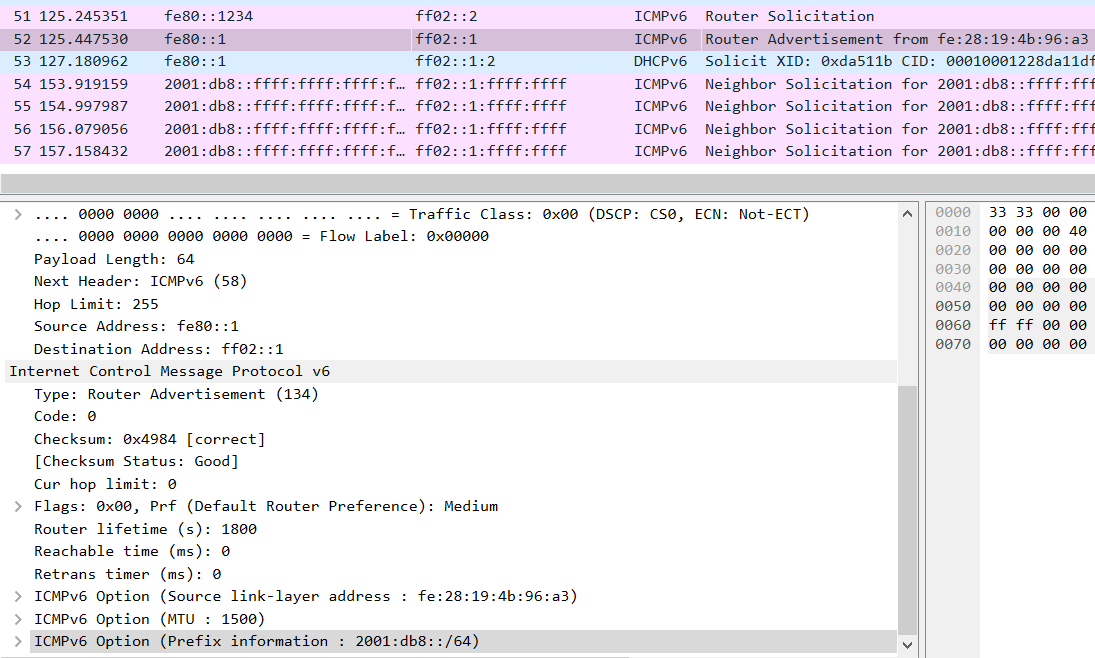 51 125.245351 fe80::1234 ff02::2 ICMPv6 Router Solicitation
52 125.447530 fe80::1 ff02::1 ICMPv6 Router Advertisement from fe:28:19:4b:96:a3
53 127.180962 fe80::1 ff02::1:2 DHCPv6 Solicit XID: 0xda511b CID: 00010001228da11df
54 153.919159 2001:db8::ffff:ffff:ffff:f… ff02::1:ffff:ffff ICMPv6 Neighbor Solicitation for 2001:db8::ffff:fff
55 154.997987 2001:db8::ffff:ffff:ffff:f… ff02::1:ffff:ffff ICMPv6 Neighbor Solicitation for 2001:db8::ffff:fff
56 156.079056 2001:db8::ffff:ffff:ffff:f… ff02::1:ffff:ffff ICMPv6 Neighbor Solicitation for 2001:db8::ffff:fff
57 157.158432 2001:db8::ffff:ffff:ffff:f… ff02::1:ffff:ffff ICMPv6 Neighbor Solicitation for 2001:db8::ffff:fff
.... 0000 0000 .... .... .... .... .... = Traffic Class: 0x00 (DSCP: CS0, ECN: Not-ECT)
.... 0000 0000 0000 0000 0000 = Flow Label: 0x00000
Payload Length: 64
Next Header: ICMPv6 (58)
Hop Limit: 255
Source Address: fe80::1
Destination Address: ff02::1
Internet Control Message Protocol v6
Type: Router Advertisement (134)
Code: 0
Checksum: 0x4984 [correct]
[Checksum Status: Good]
Cur hop limit: 0
Flags: 0x00, Prf (Default Router Preference): Medium
Router lifetime (s): 1800
Reachable time (ms): 0
Retrans timer (ms): 0
ICMPv6 Option (Source link-layer address : fe:28:19:4b:96:a3)
ICMPv6 Option (MTU : 1500)
ICMPv6 Option (Prefix information : 2001:db8::/64)
0000 33 33 00 00
0010 00 00 00 40
0020 00 00 00 00
0030 00 00 00 00
0040 00 00 00 00
0050 00 00 00 00
0060 ff ff 00 00
0070 00 00 00 00